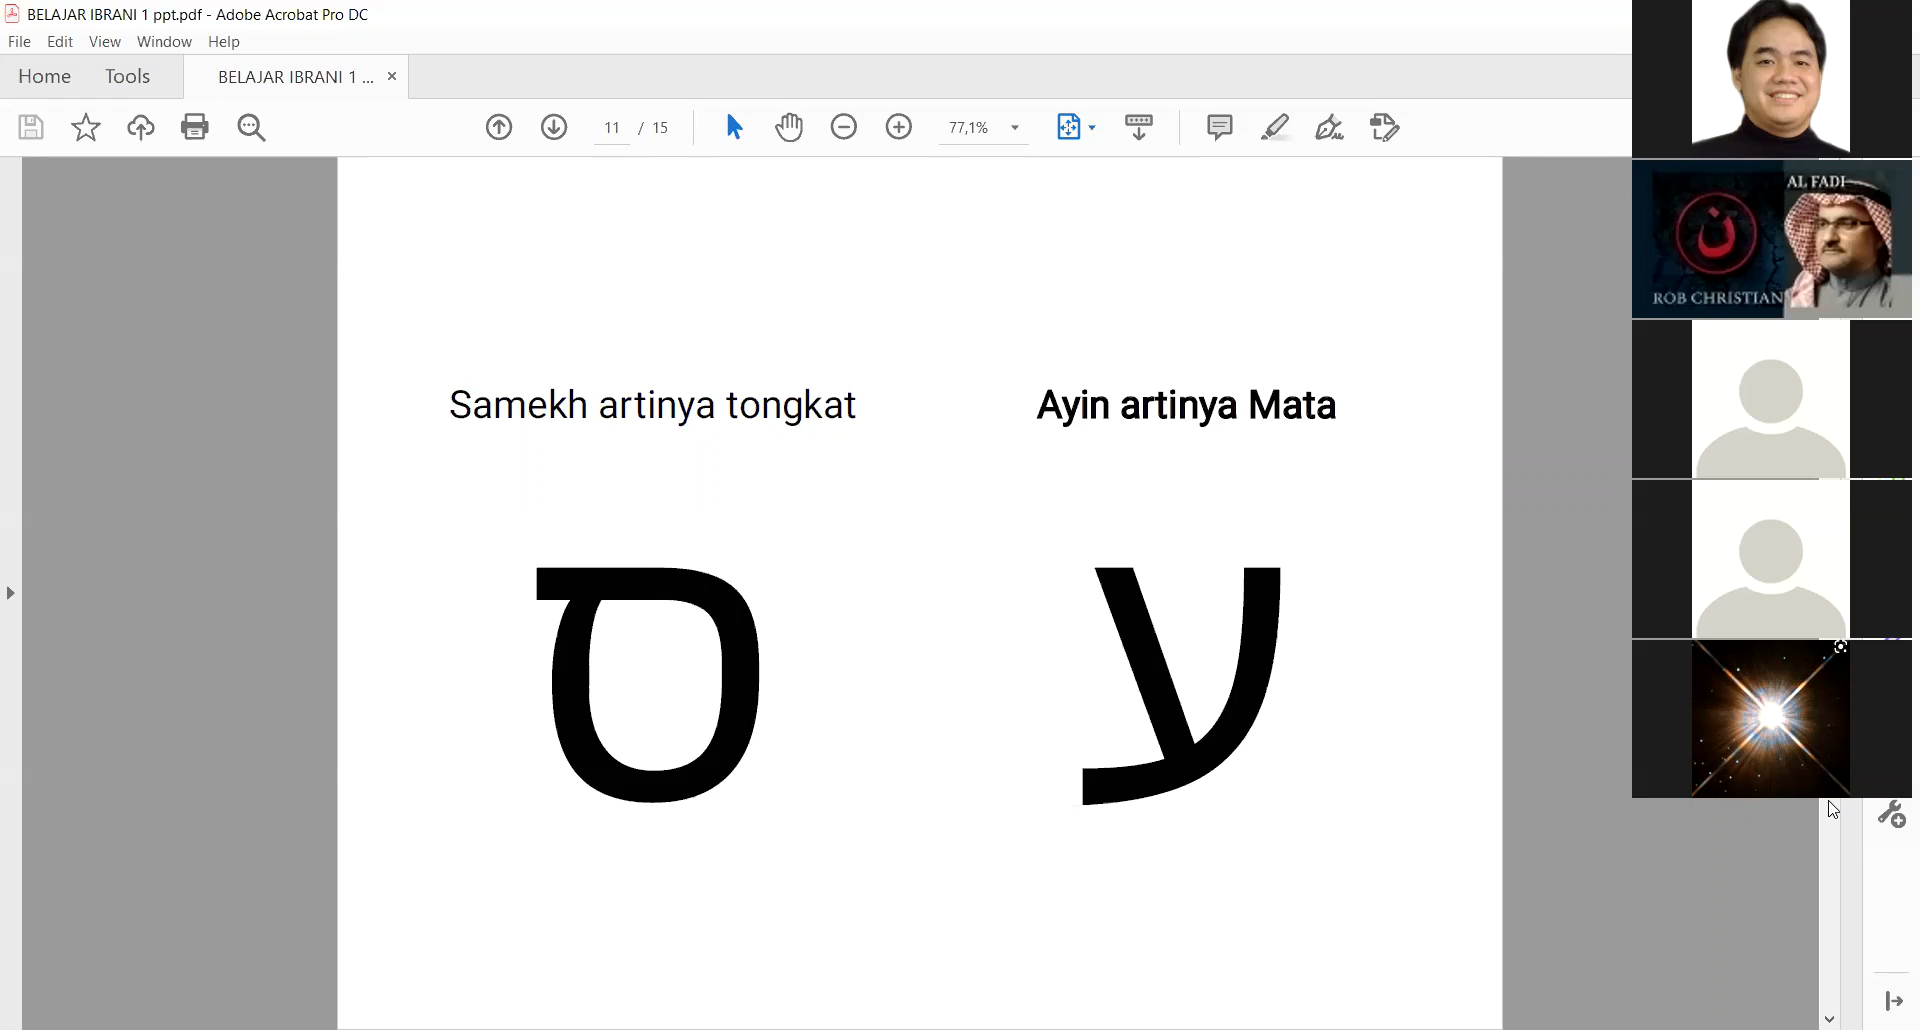 BELAJAR IBRANI 1 ppt.pdf - Adobe Acrobat Pro DC
File Edit View Window Help
Home Tools BELAJAR IBRANI 1 ... ×
11 / 15 77,1%
AL FADI
ن
ROB CHRISTIAN
Samekh artinya tongkat
Ayin artinya Mata
ס
ע